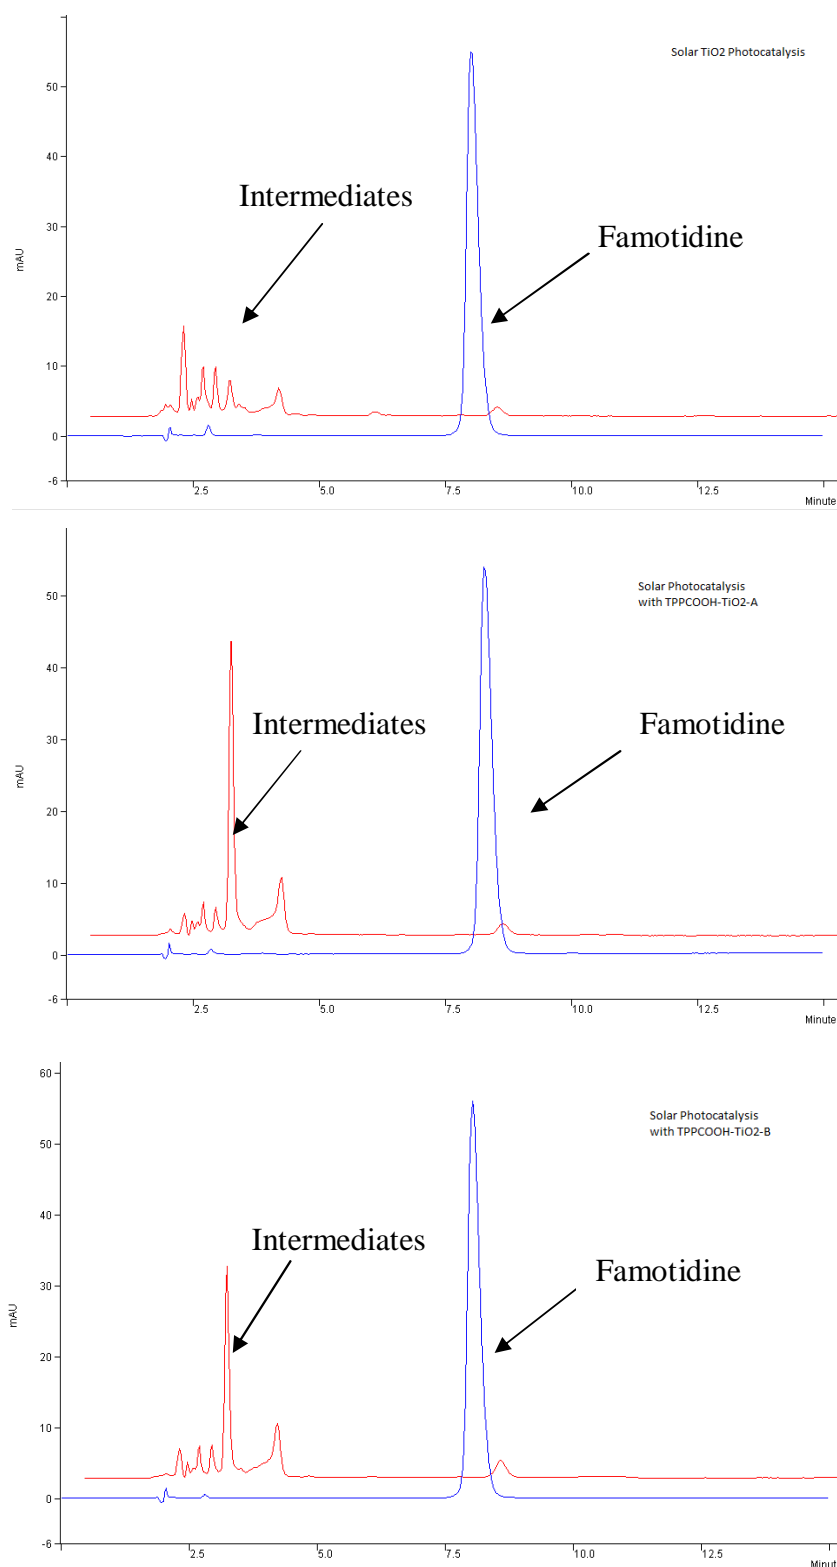 Solar TiO2 Photocatalysis
50
40
Intermediates
30
Famotidine
mAU
20
10
0
-6
2.5 5.0 7.5 10.0 12.5
Minute
Solar Photocatalysis
with TPPCOOH-TiO2-A
50
40
Intermediates Famotidine
30
mAU
20
10
0
-6
2.5 5.0 7.5 10.0 12.5
Minute
60
Solar Photocatalysis
with TPPCOOH-TiO2-B
50
40
Intermediates
Famotidine
30
mAU
20
10
0
-6
2.5 5.0 7.5 10.0 12.5
Minut